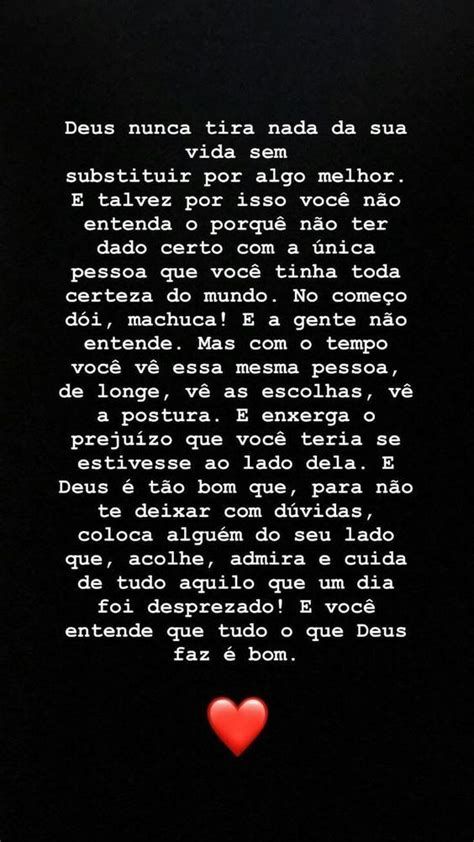 Deus nunca tira nada da sua
vida sem
substituir por algo melhor.
E talvez por isso você não
entenda o porquê não ter
dado certo com a única
pessoa que você tinha toda
certeza do mundo. No começo
dói, machuca! E a gente não
entende. Mas com o tempo
você vê essa mesma pessoa,
de longe, vê as escolhas, vê
a postura. E enxerga o
prejuízo que você teria se
estivesse ao lado dela. E
Deus é tão bom que, para não
te deixar com dúvidas,
coloca alguém do seu lado
que, acolhe, admira e cuida
de tudo aquilo que um dia
foi desprezado! E você
entende que tudo o que Deus
faz é bom.